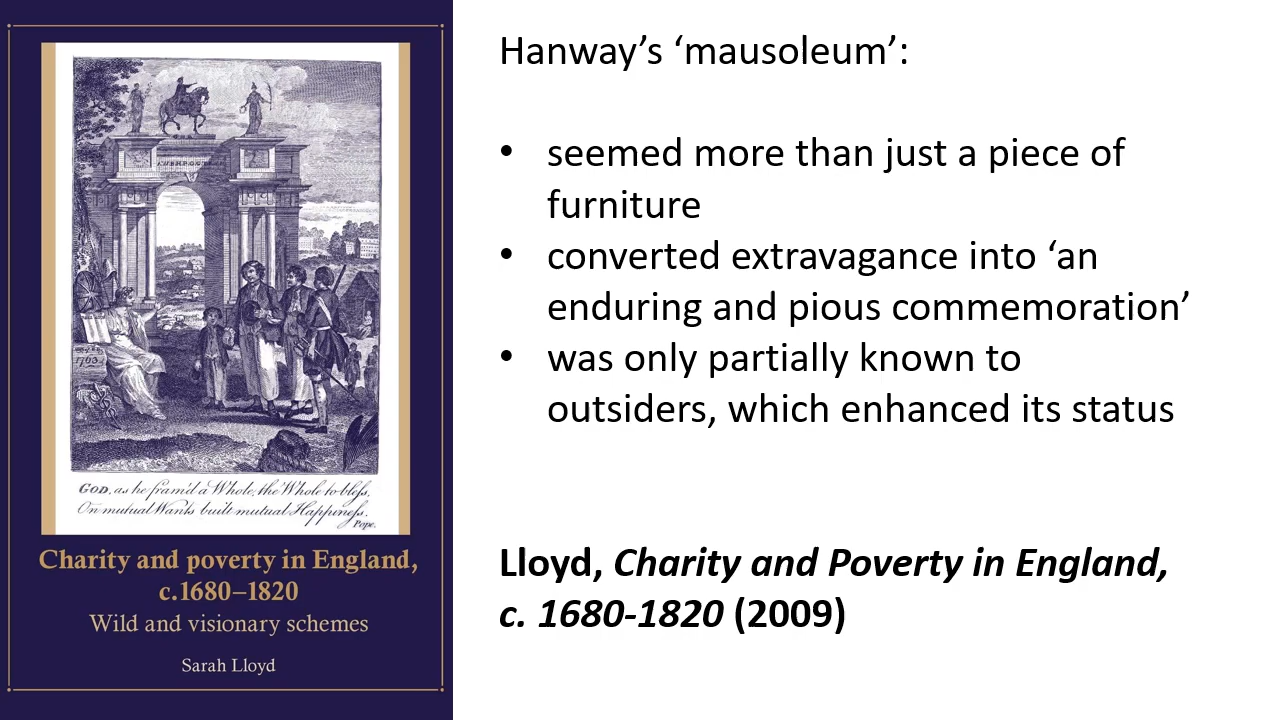 GOD, as he fram'd a Whole, the Whole to bless,
On mutual Wants built mutual Happiness.
Pope.
Charity and poverty in England,
c.1680–1820
Wild and visionary schemes
Sarah Lloyd
Hanway’s ‘mausoleum’:
• seemed more than just a piece of
furniture
• converted extravagance into ‘an
enduring and pious commemoration’
• was only partially known to
outsiders, which enhanced its status
Lloyd, Charity and Poverty in England,
c. 1680-1820 (2009)